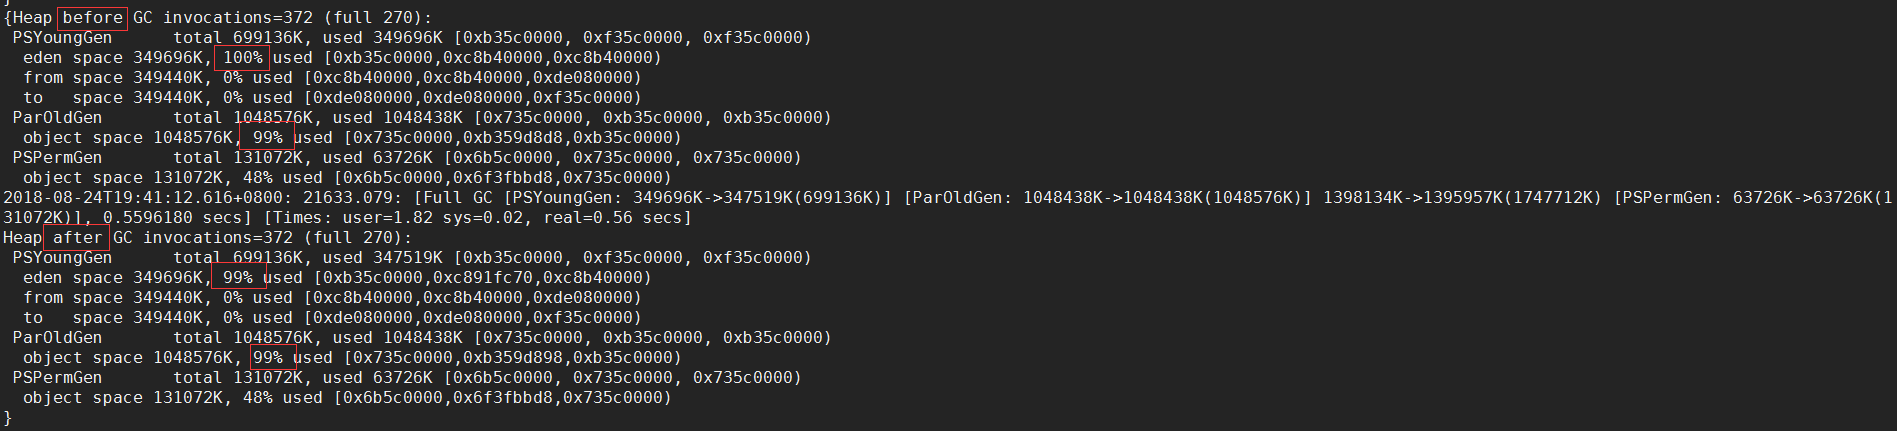 }
{Heap before GC invocations=372 (full 270):
 PSYoungGen      total 699136K, used 349696K [0xb35c0000, 0xf35c0000, 0xf35c0000)
  eden space 349696K, 100% used [0xb35c0000,0xc8b40000,0xc8b40000)
  from space 349440K, 0% used [0xc8b40000,0xc8b40000,0xde080000)
  to   space 349440K, 0% used [0xde080000,0xde080000,0xf35c0000)
 ParOldGen       total 1048576K, used 1048438K [0x735c0000, 0xb35c0000, 0xb35c0000)
  object space 1048576K, 99% used [0x735c0000,0xb359d8d8,0xb35c0000)
 PSPermGen       total 131072K, used 63726K [0x6b5c0000, 0x735c0000, 0x735c0000)
  object space 131072K, 48% used [0x6b5c0000,0x6f3fbbd8,0x735c0000)
2018-08-24T19:41:12.616+0800: 21633.079: [Full GC [PSYoungGen: 349696K->347519K(699136K)] [ParOldGen: 1048438K->1048438K(1048576K)] 1398134K->1395957K(1747712K) [PSPermGen: 63726K->63726K(1
31072K)], 0.5596180 secs] [Times: user=1.82 sys=0.02, real=0.56 secs]
Heap after GC invocations=372 (full 270):
 PSYoungGen      total 699136K, used 347519K [0xb35c0000, 0xf35c0000, 0xf35c0000)
  eden space 349696K, 99% used [0xb35c0000,0xc891fc70,0xc8b40000)
  from space 349440K, 0% used [0xc8b40000,0xc8b40000,0xde080000)
  to   space 349440K, 0% used [0xde080000,0xde080000,0xf35c0000)
 ParOldGen       total 1048576K, used 1048438K [0x735c0000, 0xb35c0000, 0xb35c0000)
  object space 1048576K, 99% used [0x735c0000,0xb359d898,0xb35c0000)
 PSPermGen       total 131072K, used 63726K [0x6b5c0000, 0x735c0000, 0x735c0000)
  object space 131072K, 48% used [0x6b5c0000,0x6f3fbbd8,0x735c0000)
}